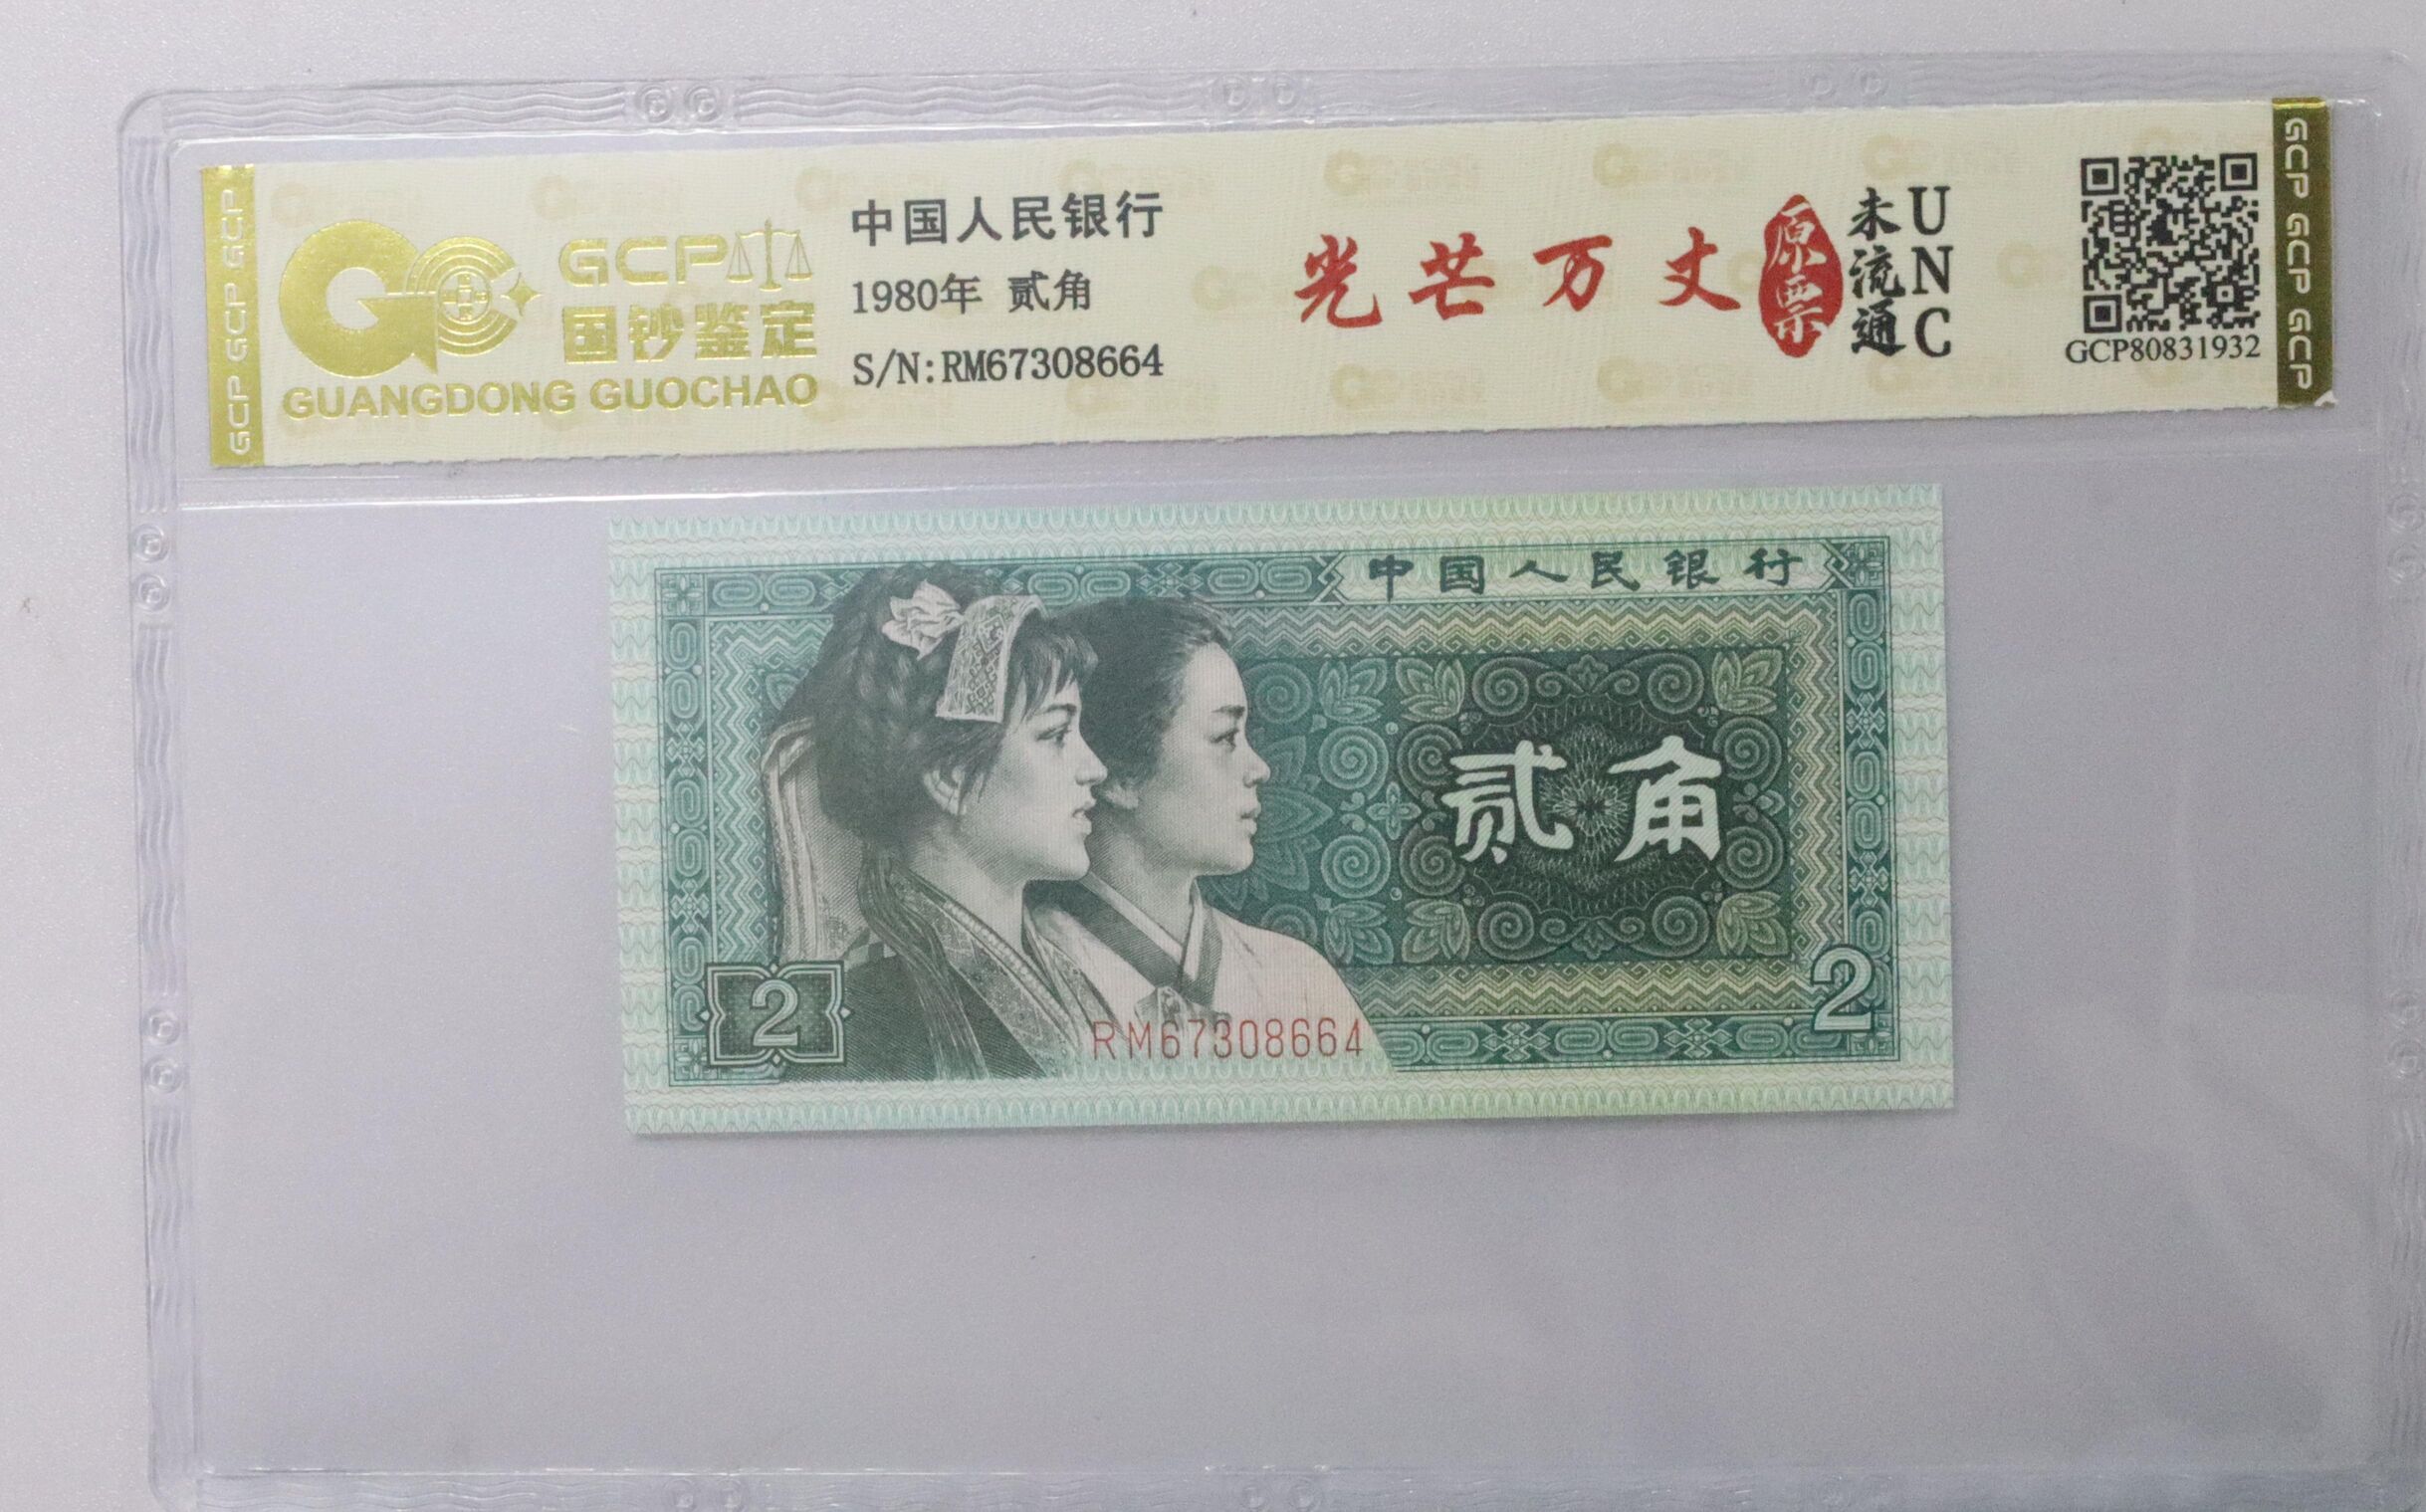 GCP GCP GCP
GCP
国钞鉴定
GUANGDONG GUOCHAO
中国人民银行
1980年 贰角
S/N:RM67308664
光芒万丈
原票
未流通
UNC
GCP80831932
GCP GCP GCP
中国人民银行
贰角
2
2
RM67308664